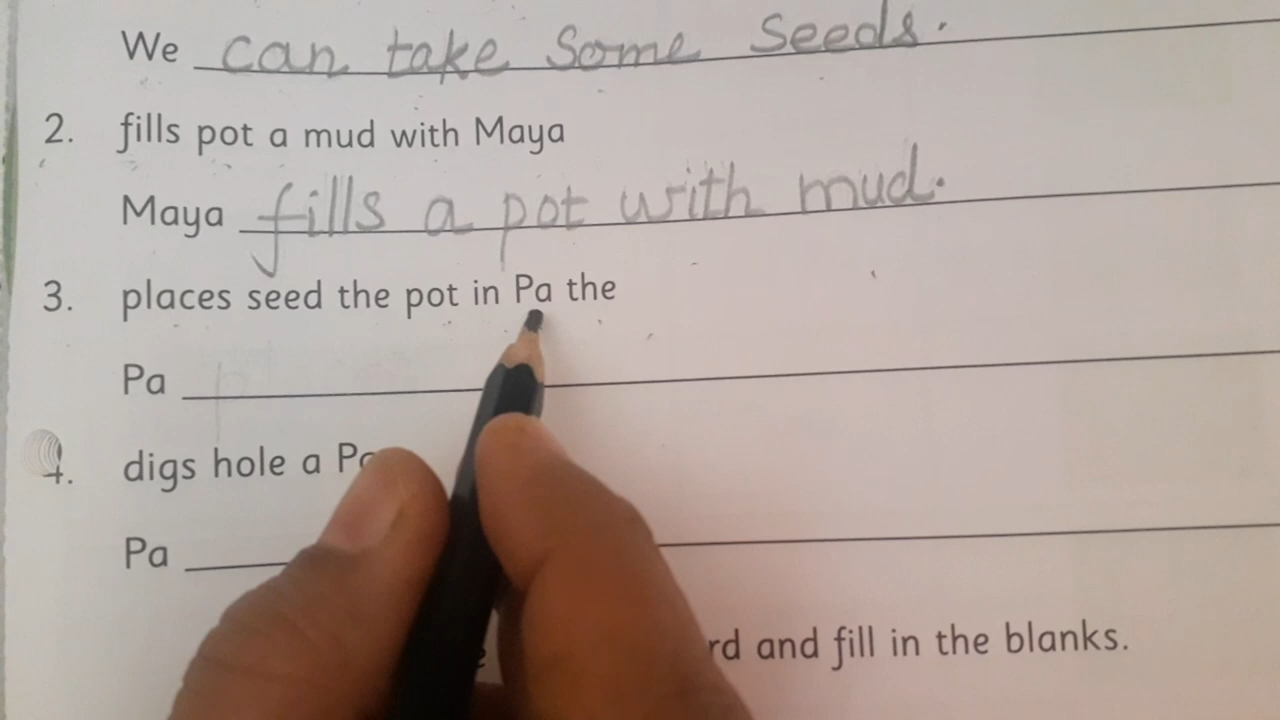 We can take Some Seeds.
2. fills pot a mud with Maya
Maya fills a pot with mud.
3. places seed the pot in Pa the
Pa
4. digs hole a
Pa
and fill in the blanks.